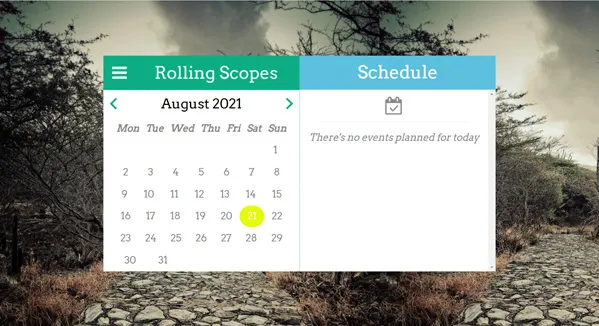 Rolling Scopes
August 2021
Mon Tue Wed Thu Fri Sat Sun
1
2 3 4 5 6 7 8
9 10 11 12 13 14 15
16 17 18 19 20 21 22
23 24 25 26 27 28 29
30 31
Schedule
There's no events planned for today